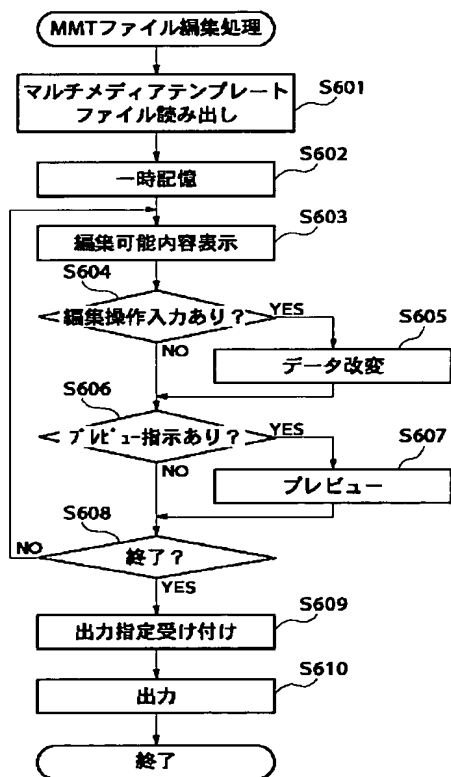 MMTファイル編集処理
マルチメディアテンプレート
ファイル読み出し
S601
一時記憶
S602
編集可能内容表示
S603
S604
編集操作入力あり？
YES
NO
S605
データ改変
S606
プレビュー指示あり？
YES
NO
S607
プレビュー
S608
終了？
NO
YES
出力指定受け付け
S609
出力
S610
終了